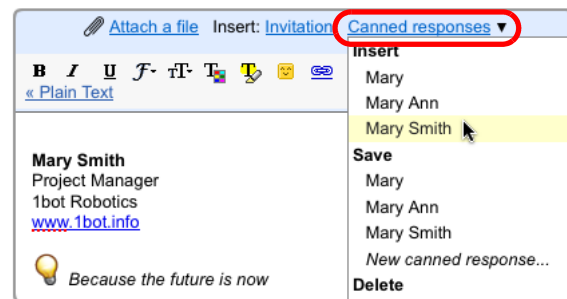 Attach a file Insert: Invitation Canned responses ▼
B I U F T T T
« Plain Text
Insert
Mary
Mary Ann
Mary Smith
Save
Mary
Mary Ann
Mary Smith
New canned response...
Delete
Mary Smith
Project Manager
1bot Robotics
www.1bot.info
Because the future is now